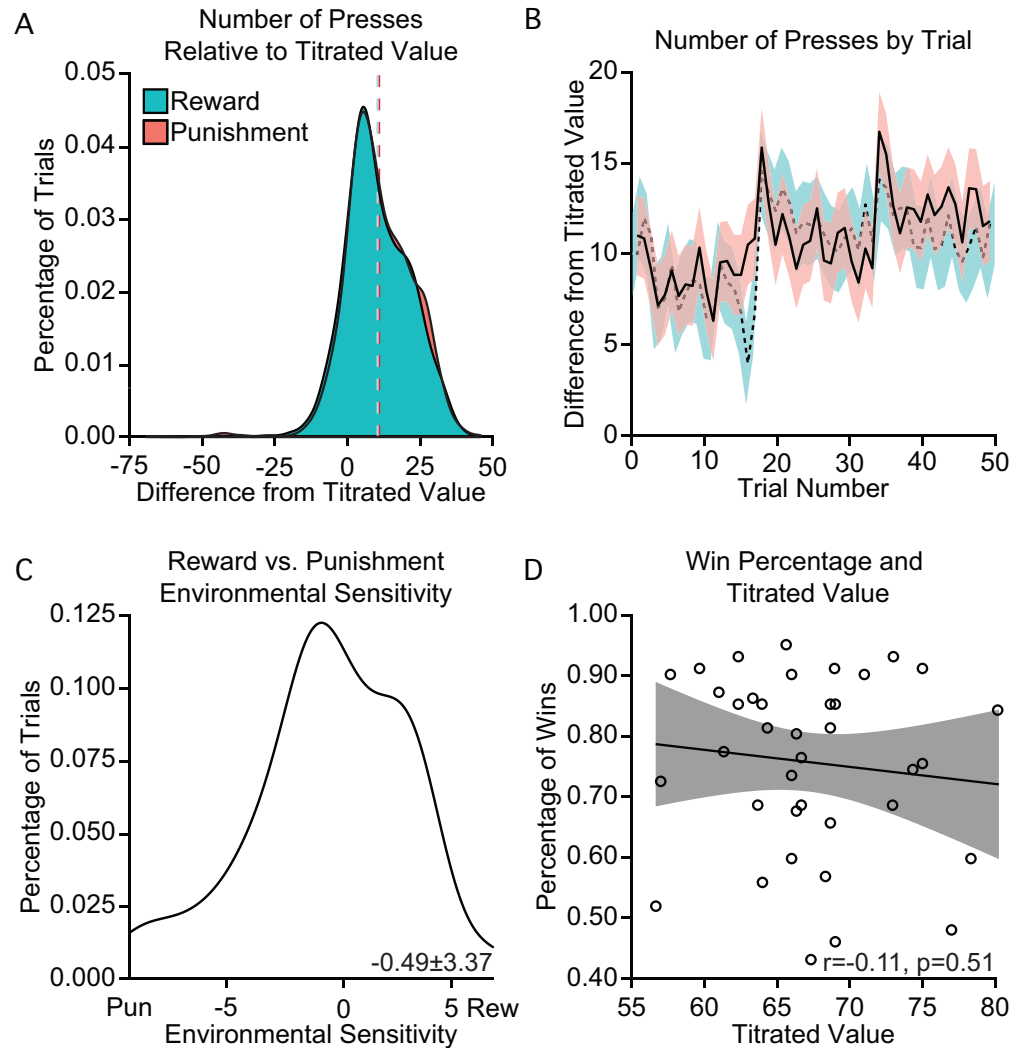 A
Number of Presses
Relative to Titrated Value
Reward
Punishment
Percentage of Trials
0.05
0.04
0.03
0.02
0.01
0.00
-75
-50
-25
0
25
50
Difference from Titrated Value
B
Number of Presses by Trial
Difference from Titrated Value
20
15
10
5
0
0
10
20
30
40
50
Trial Number
C
Reward vs. Punishment
Environmental Sensitivity
Percentage of Trials
0.125
0.100
0.075
0.050
0.025
0.000
-0.49±3.37
Pun
-5
0
5
Rew
Environmental Sensitivity
D
Win Percentage and
Titrated Value
Percentage of Wins
1.00
0.90
0.80
0.70
0.60
0.50
0.40
r=-0.11, p=0.51
55
60
65
70
75
80
Titrated Value